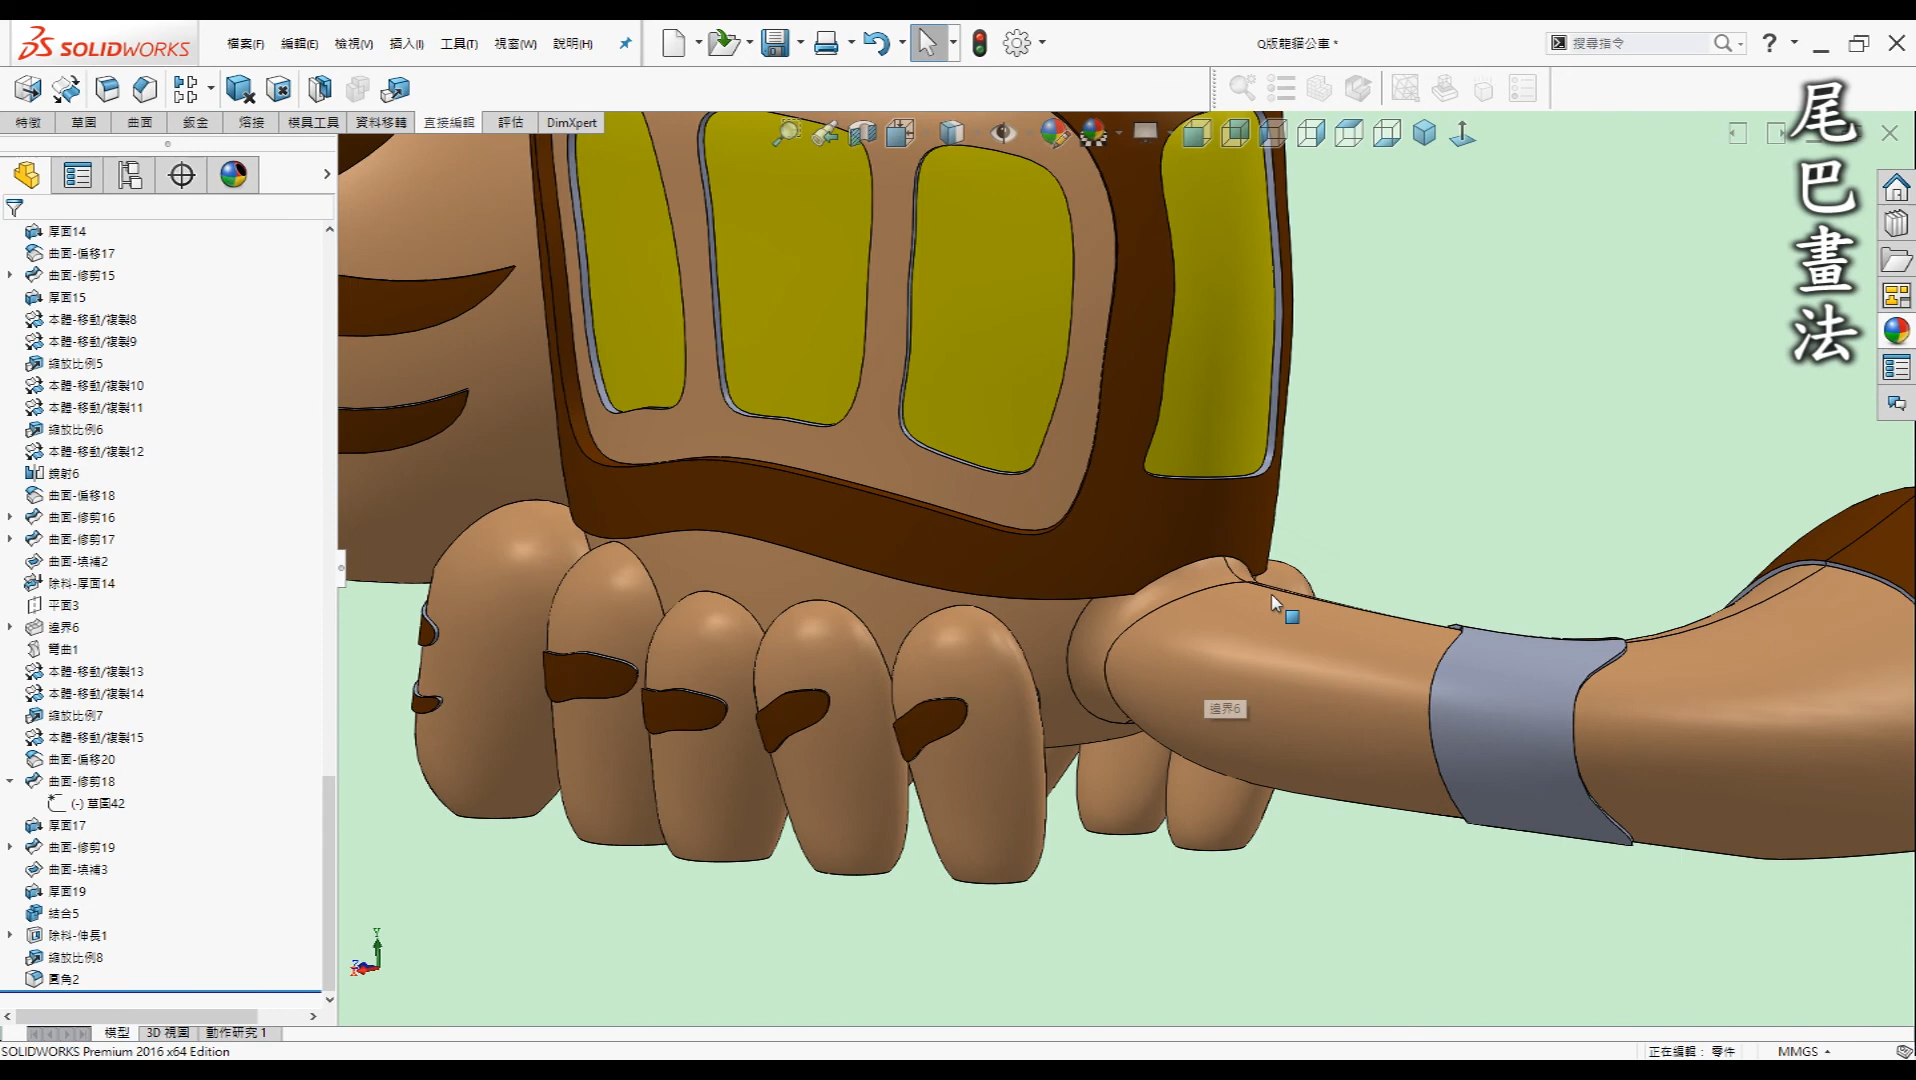 SOLIDWORKS
檔案(F) 編輯(E) 檢視(V) 插入(I) 工具(T) 視窗(W) 說明(H)
Q版龍貓公車 *
搜尋指令
特徵 草圖 曲面 鈑金 熔接 模具工具 資料移轉 直接編輯 評估 DimXpert
尾巴畫法
厚面14
曲面-偏移17
曲面-修剪15
厚面15
本體-移動/複製8
本體-移動/複製9
縮放比例5
本體-移動/複製10
本體-移動/複製11
縮放比例6
本體-移動/複製12
鏡射6
曲面-偏移18
曲面-修剪16
曲面-修剪17
曲面-填補2
除料-厚面14
平面3
邊界6
彎曲1
本體-移動/複製13
本體-移動/複製14
縮放比例7
本體-移動/複製15
曲面-偏移20
曲面-修剪18
(-) 草圖42
厚面17
曲面-修剪19
曲面-填補3
厚面19
結合5
除料-伸長1
縮放比例8
圓角2
邊界6
Y
Z
X
模型 3D 視圖 動作研究 1
SOLIDWORKS Premium 2016 x64 Edition
正在編輯： 零件
MMGS